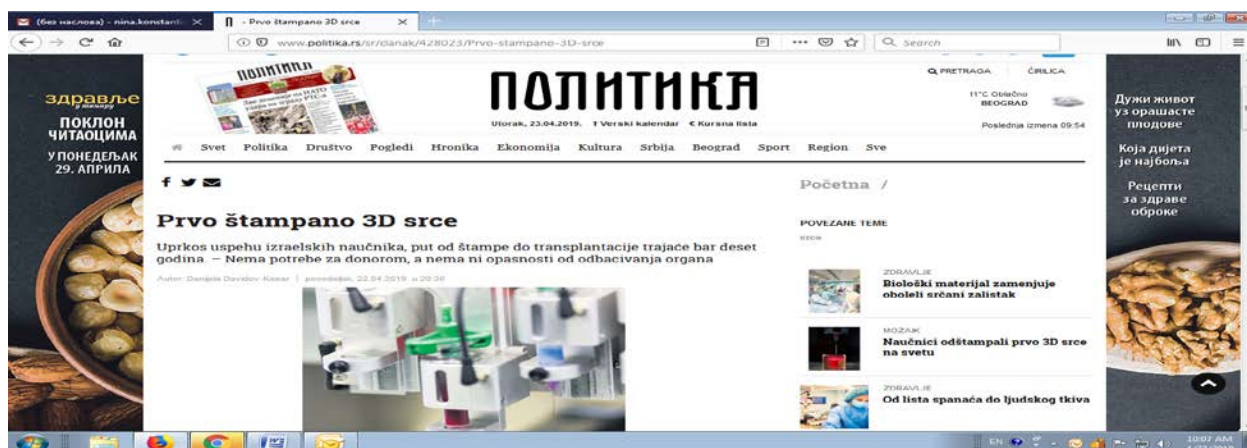 (без наслова) - nina.konstanti
- Prvo štampano 3D srce
www.politika.rs/sr/clanak/428023/Prvo-stampano-3D-srce
Search
здравље
ПОКЛОН
ЧИТАОЦИМА
У ПОНЕДЕЉАК
29. АПРИЛА
ПОЛИТИКА
Utorak, 23.04.2019.
Verski kalendar € Kursna lista
PRETRAGA ĆIRILICA
11°C Oblačno
BEOGRAD
Poslednja izmena 09:54
Svet Politika Društvo Pogledi Hronika Ekonomija Kultura Srbija Beograd Sport Region Sve
Početna /
Prvo štampano 3D srce
Uprkos uspehu izraelskih naučnika, put od štampe do transplantacije trajaće bar deset
godina. – Nema potrebe za donorom, a nema ni opasnosti od odbacivanja organa
Autor: Danijela Davidov-Kesar | ponedeljak, 22.04.2019. u 20:30
POVEZANE TEME
ZDRAVLJE
Biološki materijal zamenjuje
oboleli srčani zalistak
MOZAIK
Naučnici odštampali prvo 3D srce
na svetu
ZDRAVLJE
Od lista spanaća do ljudskog tkiva
Дужи живот
уз орашасте
плодове
Која дијета
је најбоља
Рецепти
за здраве
оброке
EN
10:07 AM